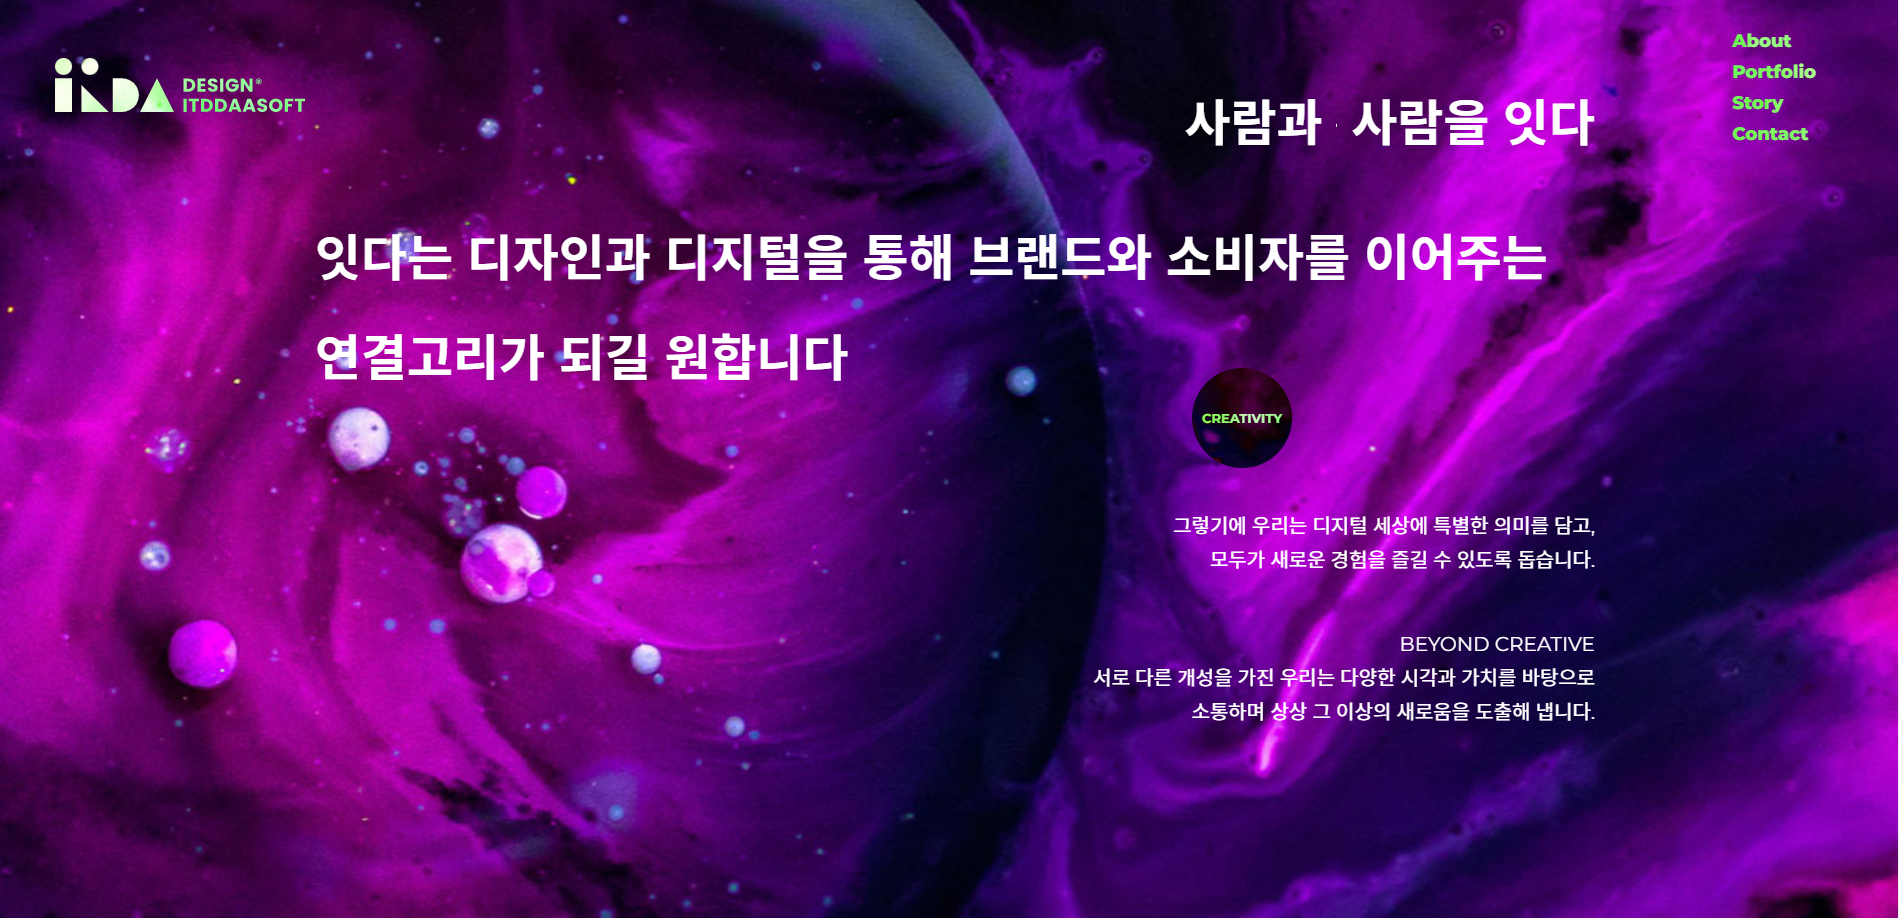 iTDA DESIGN®
ITDDAASOFT
About
Portfolio
Story
Contact
사람과 사람을 잇다
잇다는 디자인과 디지털을 통해 브랜드와 소비자를 이어주는
연결고리가 되길 원합니다
CREATIVITY
그렇기에 우리는 디지털 세상에 특별한 의미를 담고,
모두가 새로운 경험을 즐길 수 있도록 돕습니다.
BEYOND CREATIVE
서로 다른 개성을 가진 우리는 다양한 시각과 가치를 바탕으로
소통하며 상상 그 이상의 새로움을 도출해 냅니다.